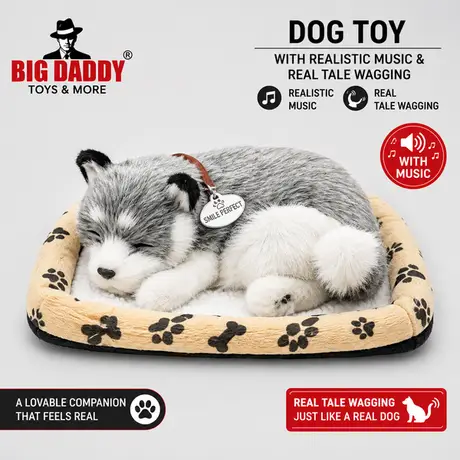 BIG DADDY®
TOYS & MORE
DOG TOY
WITH REALISTIC MUSIC &
REAL TALE WAGGING
REALISTIC
MUSIC
REAL
TALE WAGGING
WITH
MUSIC
SMILE PERFECT
A LOVABLE COMPANION
THAT FEELS REAL
REAL TALE WAGGING
JUST LIKE A REAL DOG